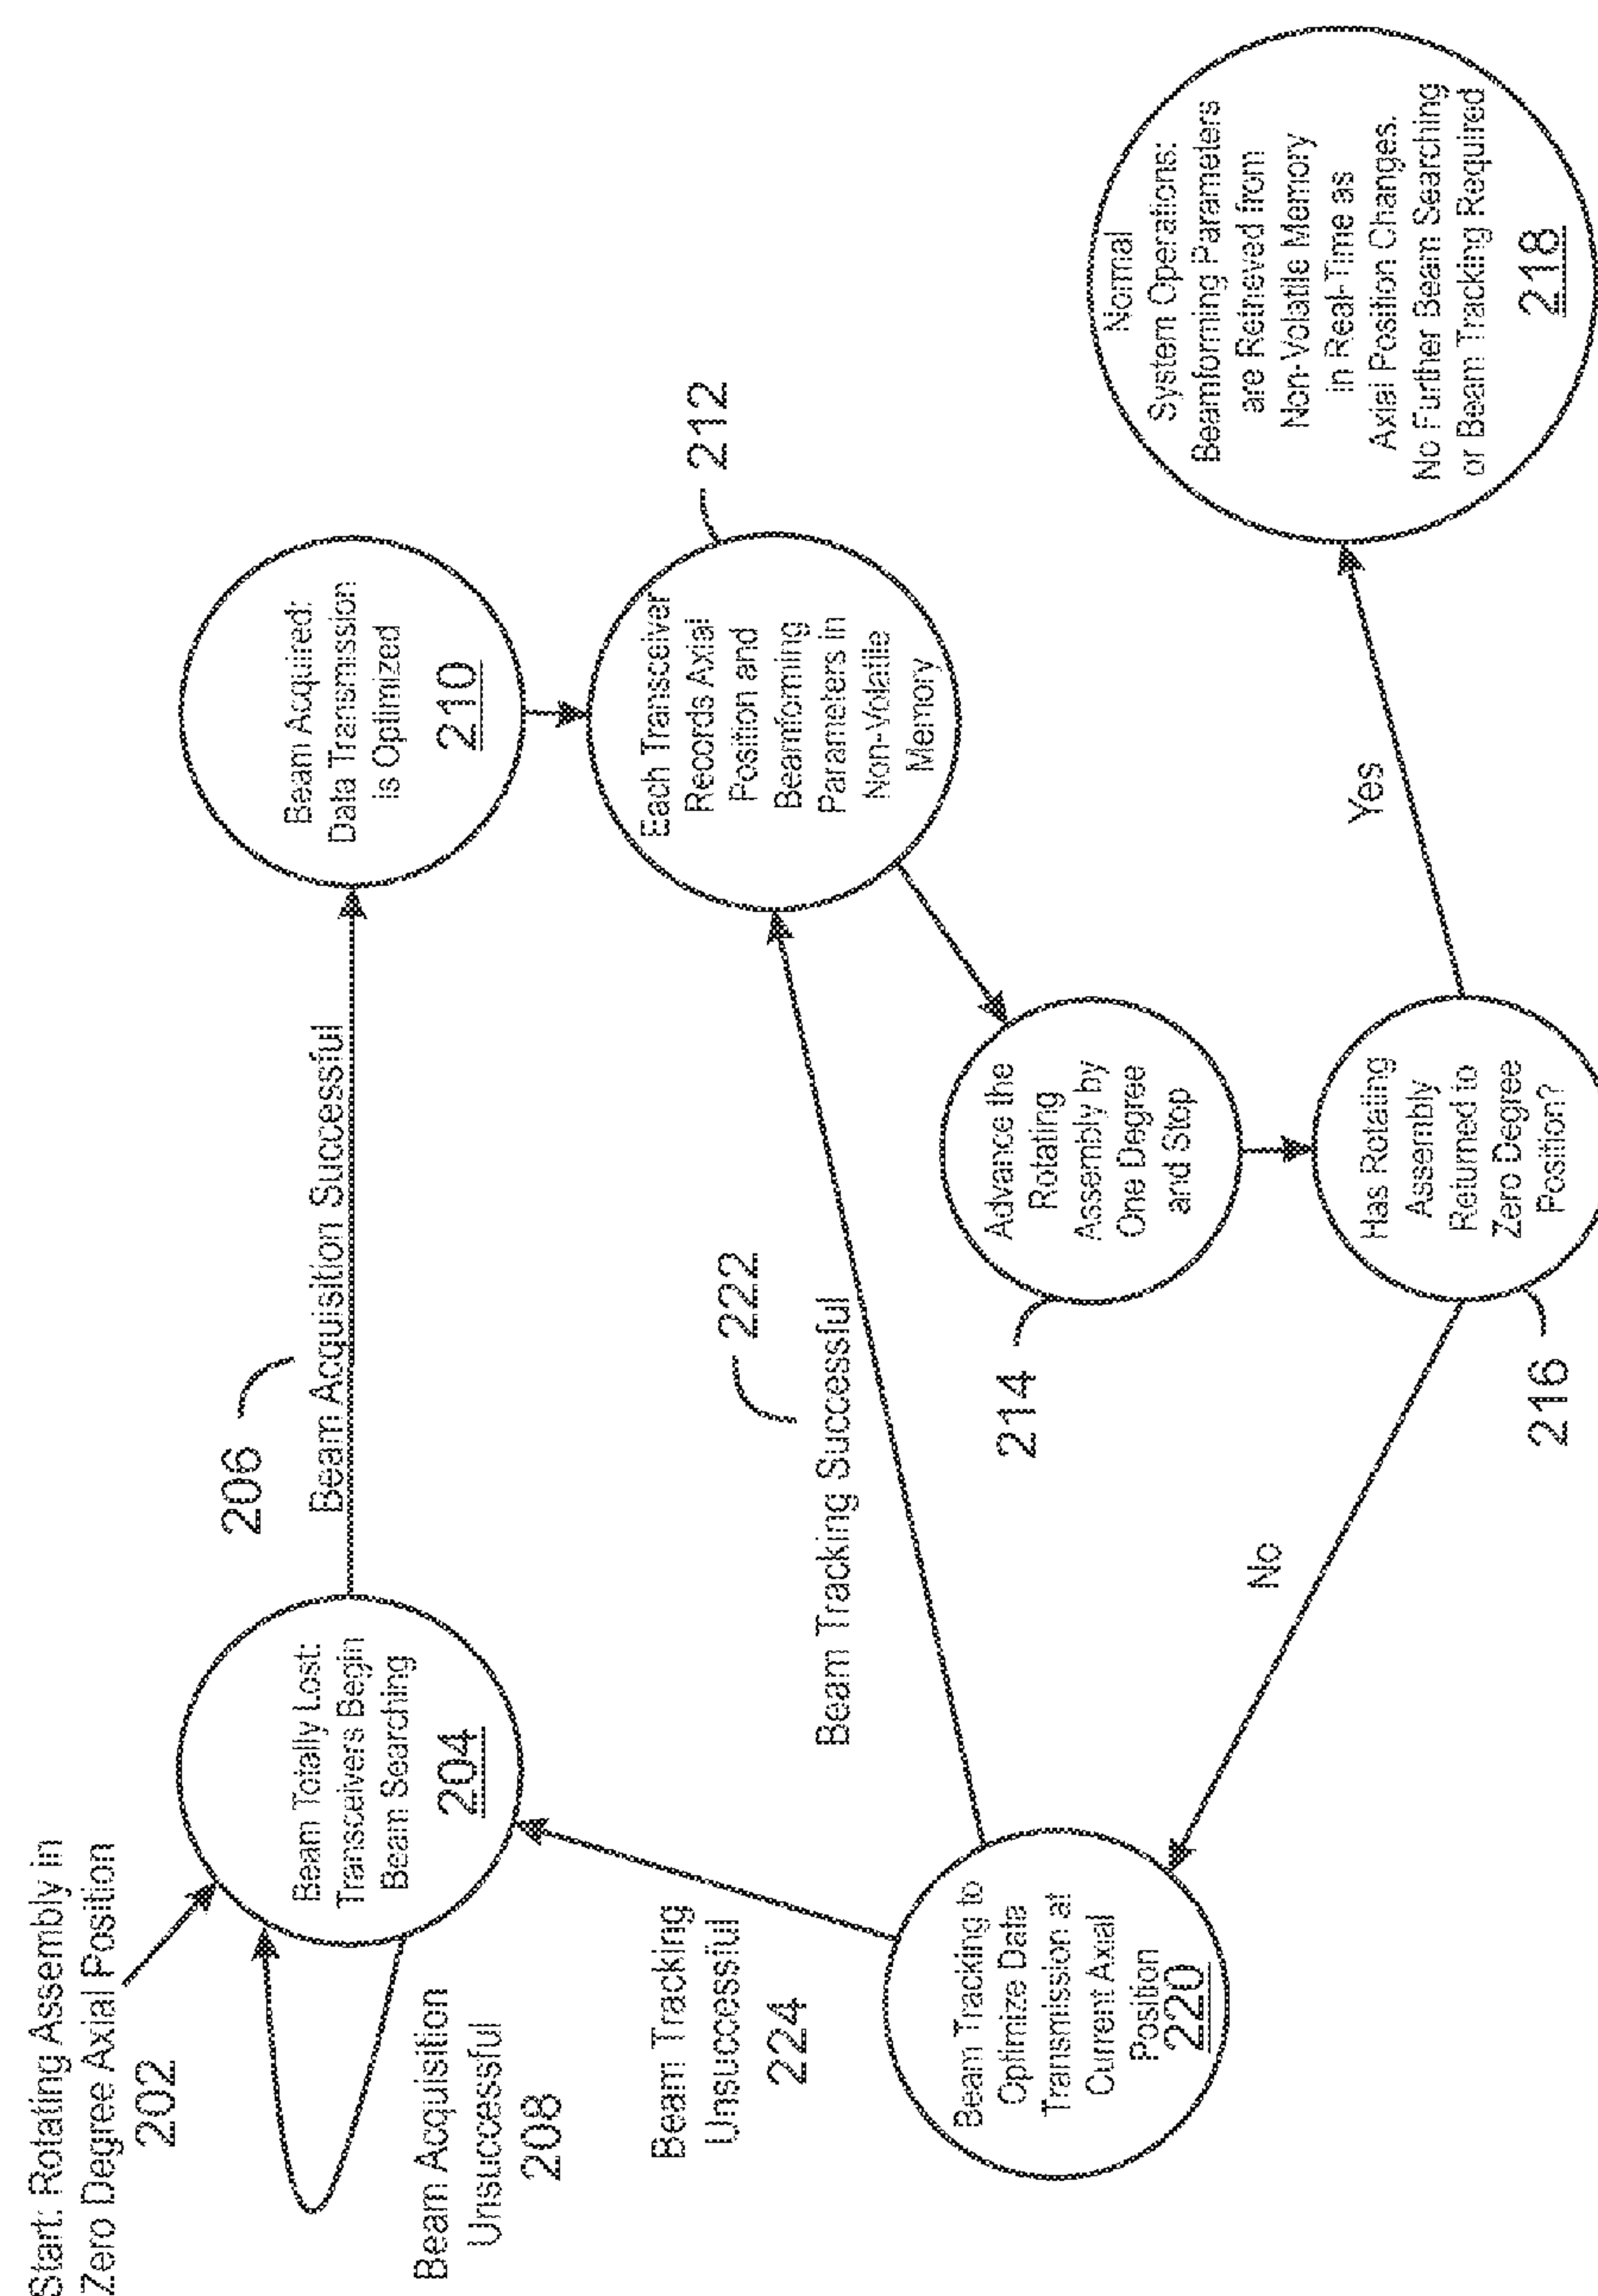 Start: Rotating Assembly in
Zero Degree Axial Position
202
Beam Totally Lost:
Transceivers Begin
Beam Searching
204
206
Beam Acquisition Successful
Beam Acquisition
Unsuccessful
208
Beam Acquired:
Data Transmission
is Optimized
210
Each Transceiver
Records Axial
Position and
Beamforming
Parameters in
Non-Volatile
Memory
212
Beam Tracking
Unsuccessful
224
222
Beam Tracking Successful
Advance the
Rotating
Assembly by
One Degree
and Stop
214
Beam Tracking to
Optimize Data
Transmission at
Current Axial
Position
220
No
Has Rotating
Assembly
Returned to
Zero Degree
Position?
216
Yes
Normal
System Operations:
Beamforming Parameters
are Retrieved from
Non-Volatile Memory
in Real-Time as
Axial Position Changes.
No Further Beam Searching
or Beam Tracking Required
218